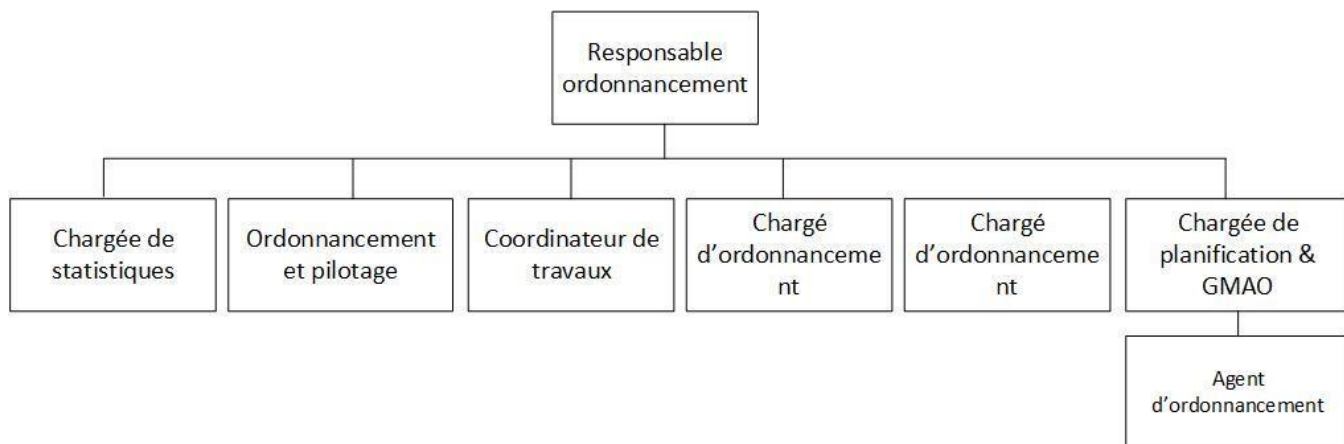 Responsable
ordonnancement
Chargée de
statistiques
Ordonnancement
et pilotage
Coordinateur de
travaux
Chargé
d’ordonnanceme
nt
Chargé
d’ordonnanceme
nt
Chargée de
planification &
GMAO
Agent
d’ordonnancement